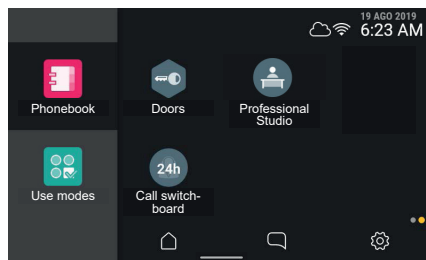 19 AGO 2019
6:23 AM
Phonebook
Doors
Professional
Studio
24h
Use modes
Call switch-
board